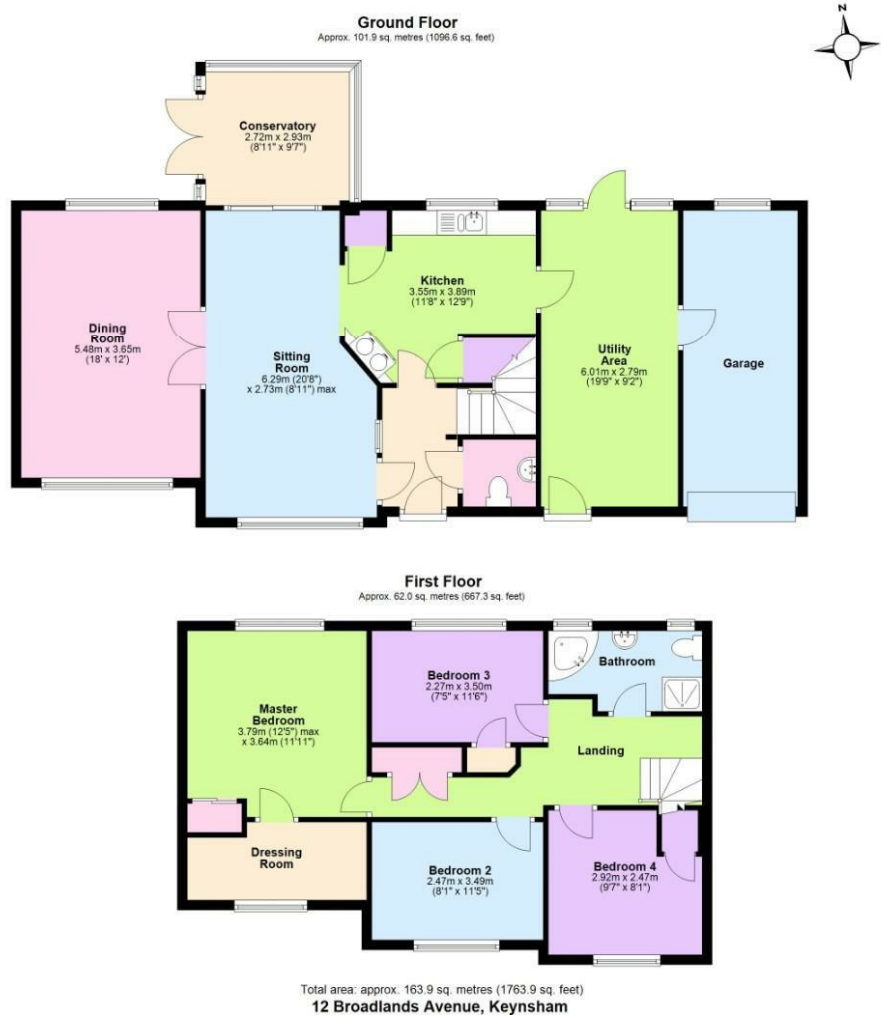 Ground Floor
Approx. 101.9 sq. metres (1096.6 sq. feet)
N
Conservatory
2.72m x 2.93m
(8'11" x 9'7")
Kitchen
3.55m x 3.89m
(11'8" x 12'9")
Dining
Room
5.48m x 3.65m
(18' x 12')
Sitting
Room
6.29m (20'8")
x 2.73m (8'11") max
Utility
Area
6.01m x 2.79m
(19'9" x 9'2")
Garage
First Floor
Approx. 62.0 sq. metres (667.3 sq. feet)
Bathroom
Bedroom 3
2.27m x 3.50m
(7'5" x 11'6")
Master
Bedroom
3.79m (12'5") max
x 3.64m (11'11")
Landing
Dressing
Room
Bedroom 2
2.47m x 3.49m
(8'1" x 11'5")
Bedroom 4
2.92m x 2.47m
(9'7" x 8'1")
Total area: approx. 163.9 sq. metres (1763.9 sq. feet)
12 Broadlands Avenue, Keynsham